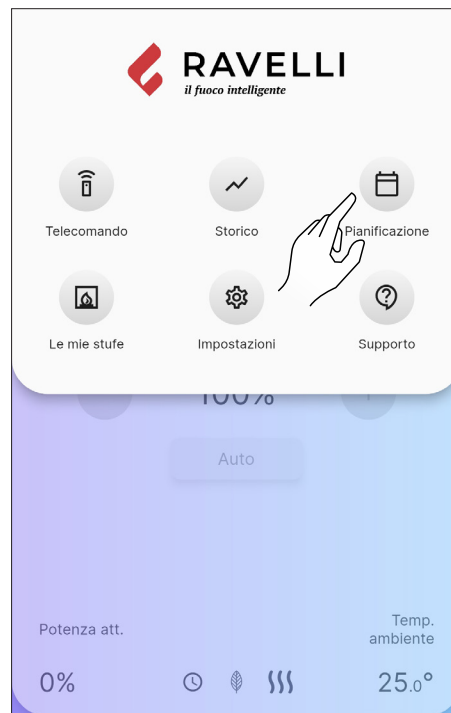 RAVELLI
il fuoco intelligente
Telecomando
Storico
Pianificazione
Le mie stufe
Impostazioni
Supporto
100%
Auto
Potenza att.
Temp.
ambiente
0%
25.0°